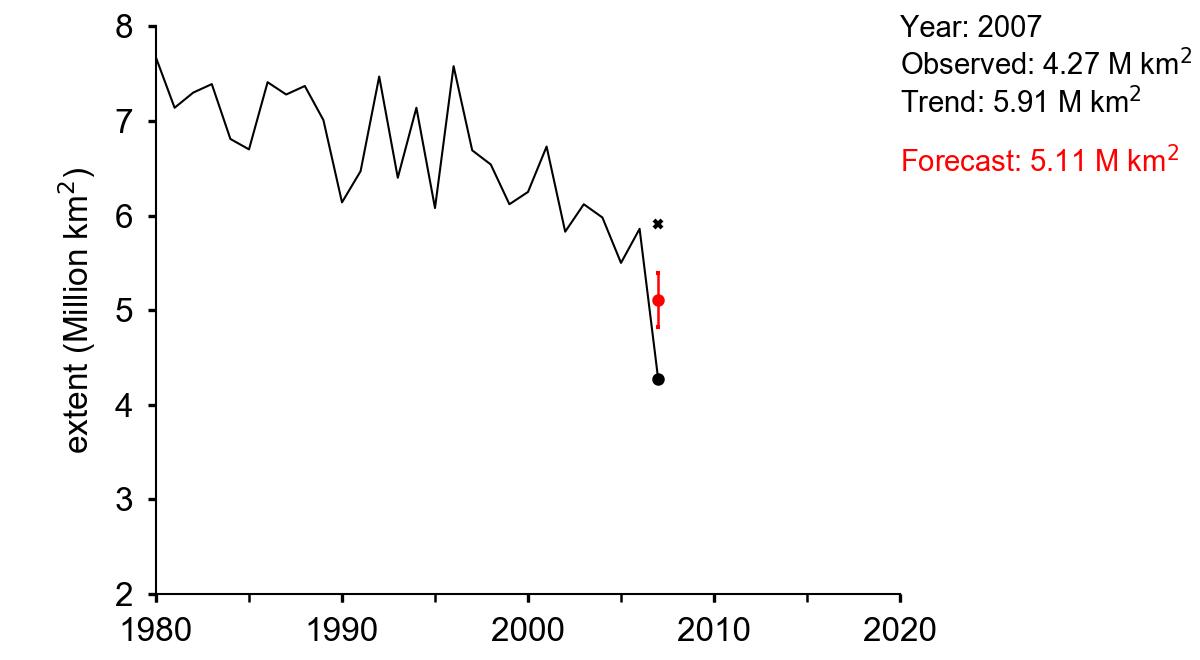 Year: 2007
Observed: 4.27 M km²
Trend: 5.91 M km²
Forecast: 5.11 M km²
extent (Million km²)
8
7
6
5
4
3
2
1980
1990
2000
2010
2020